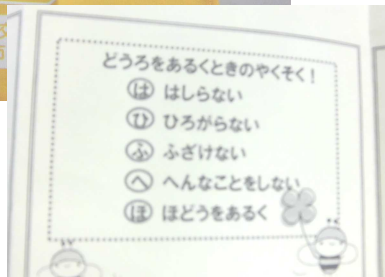 どうろをあるくときのやくそく！
は はしらない
ひ ひろがらない
ふ ふざけない
へ へんなことをしない
ほ ほどうをあるく